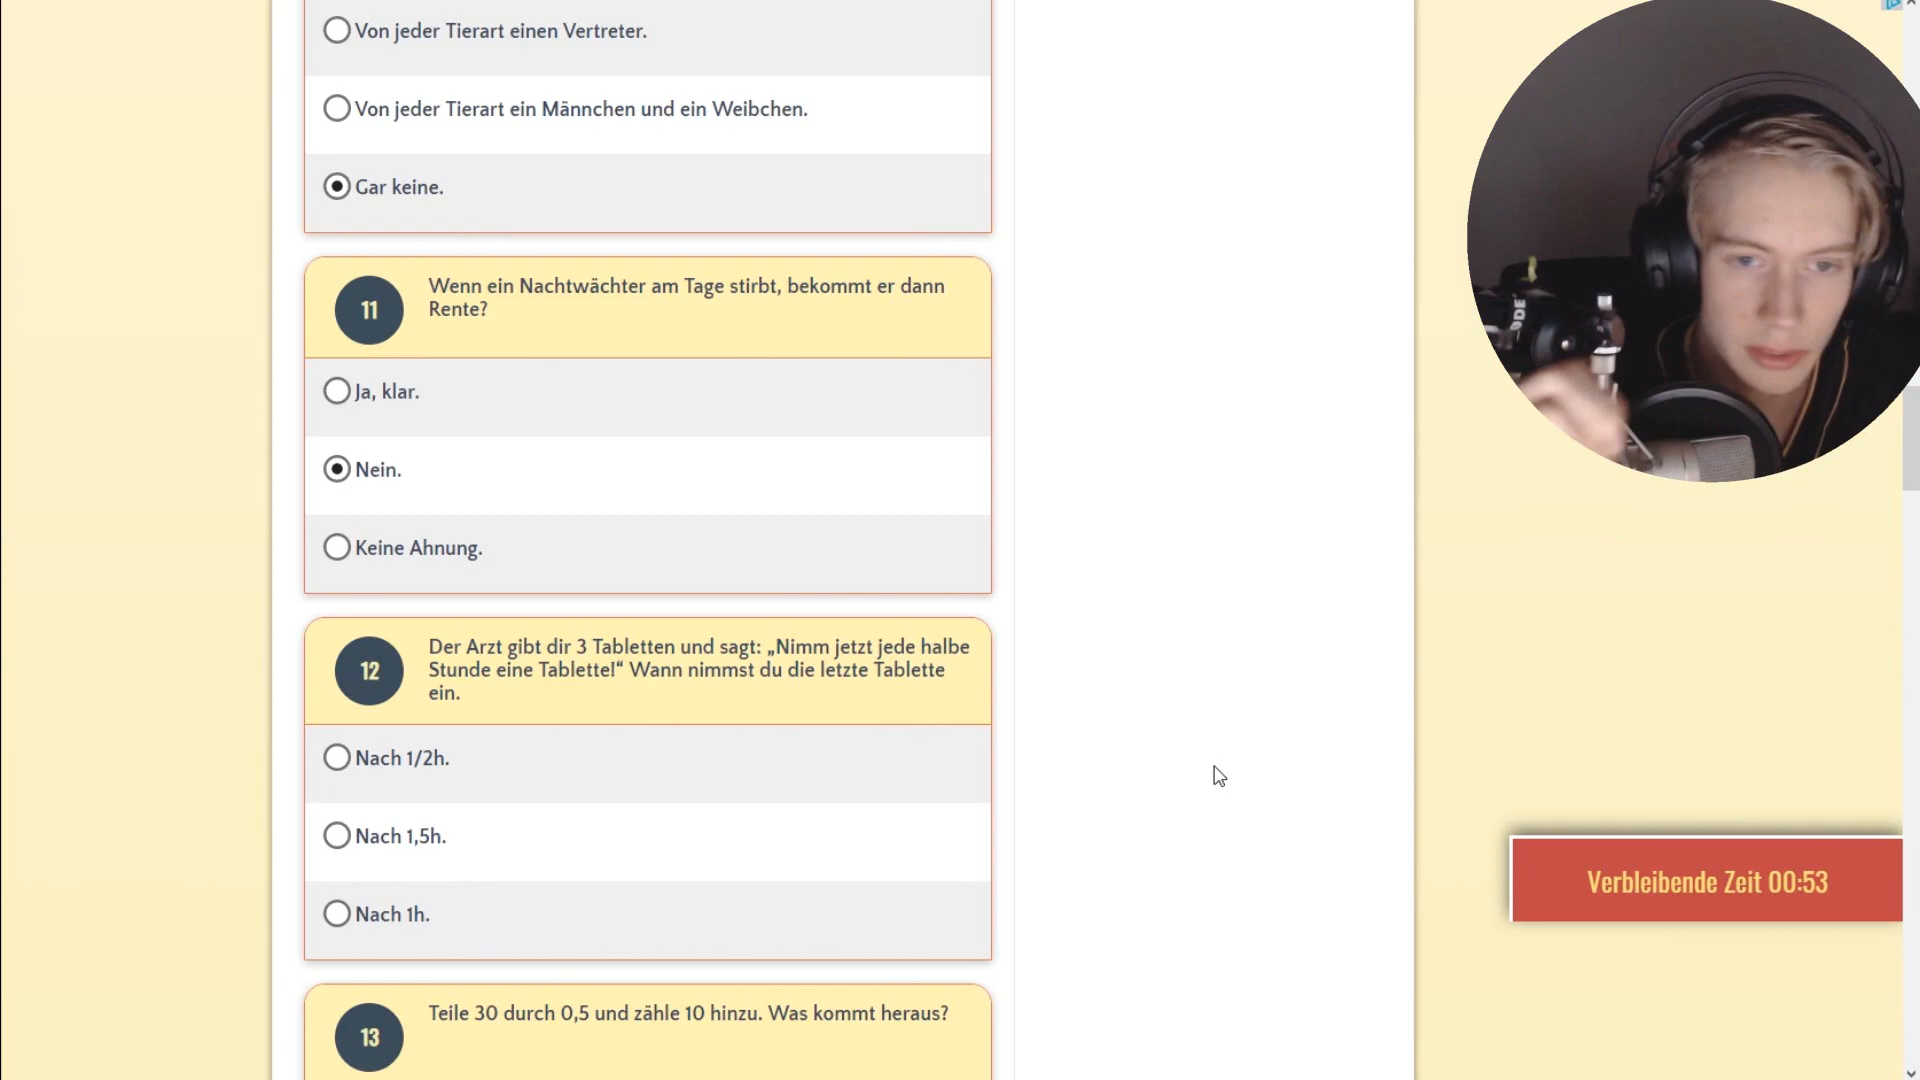 Von jeder Tierart einen Vertreter.
Von jeder Tierart ein Männchen und ein Weibchen.
Gar keine.
11
Wenn ein Nachtwächter am Tage stirbt, bekommt er dann
Rente?
Ja, klar.
Nein.
Keine Ahnung.
12
Der Arzt gibt dir 3 Tabletten und sagt: „Nimm jetzt jede halbe
Stunde eine Tablette!“ Wann nimmst du die letzte Tablette
ein.
Nach 1/2h.
Nach 1,5h.
Nach 1h.
13
Teile 30 durch 0,5 und zähle 10 hinzu. Was kommt heraus?
Verbleibende Zeit 00:53